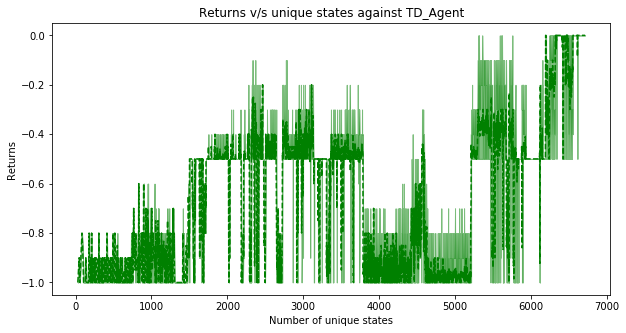 Returns v/s unique states against TD_Agent
Returns
0.0
−0.2
−0.4
−0.6
−0.8
−1.0
0 1000 2000 3000 4000 5000 6000 7000
Number of unique states